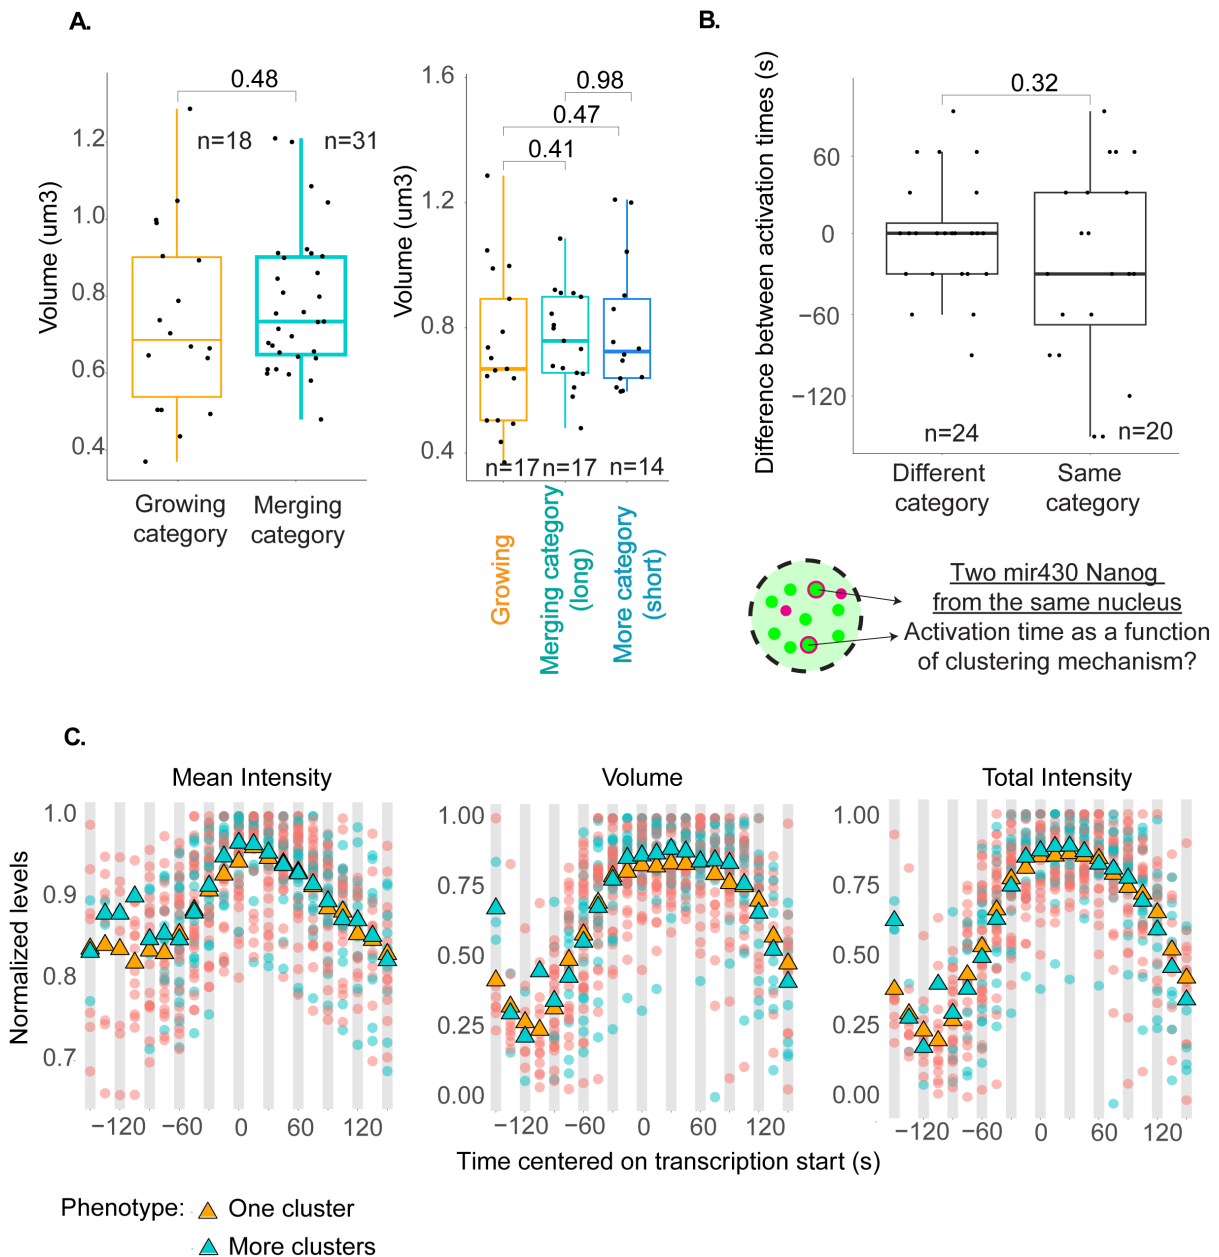 A.
B.
0.48
n=18
n=31
1.2
1.0
0.8
0.6
0.4
Volume (um3)
Growing
category
Merging
category
1.6
1.2
0.8
0.4
Volume (um3)
0.98
0.47
0.41
n=17
n=17
n=14
Growing
Merging category
(long)
More category
(short)
Difference between activation times (s)
0.32
60
0
−60
−120
n=24
n=20
Different
category
Same
category
Two mir430 Nanog
from the same nucleus
Activation time as a function
of clustering mechanism?
C.
Mean Intensity
Volume
Total Intensity
Normalized levels
1.0
0.9
0.8
0.7
1.00
0.75
0.50
0.25
0.00
1.00
0.75
0.50
0.25
0.00
−120
−60
0
60
120
−120
−60
0
60
120
−120
−60
0
60
120
Time centered on transcription start (s)
Phenotype:
One cluster
More clusters